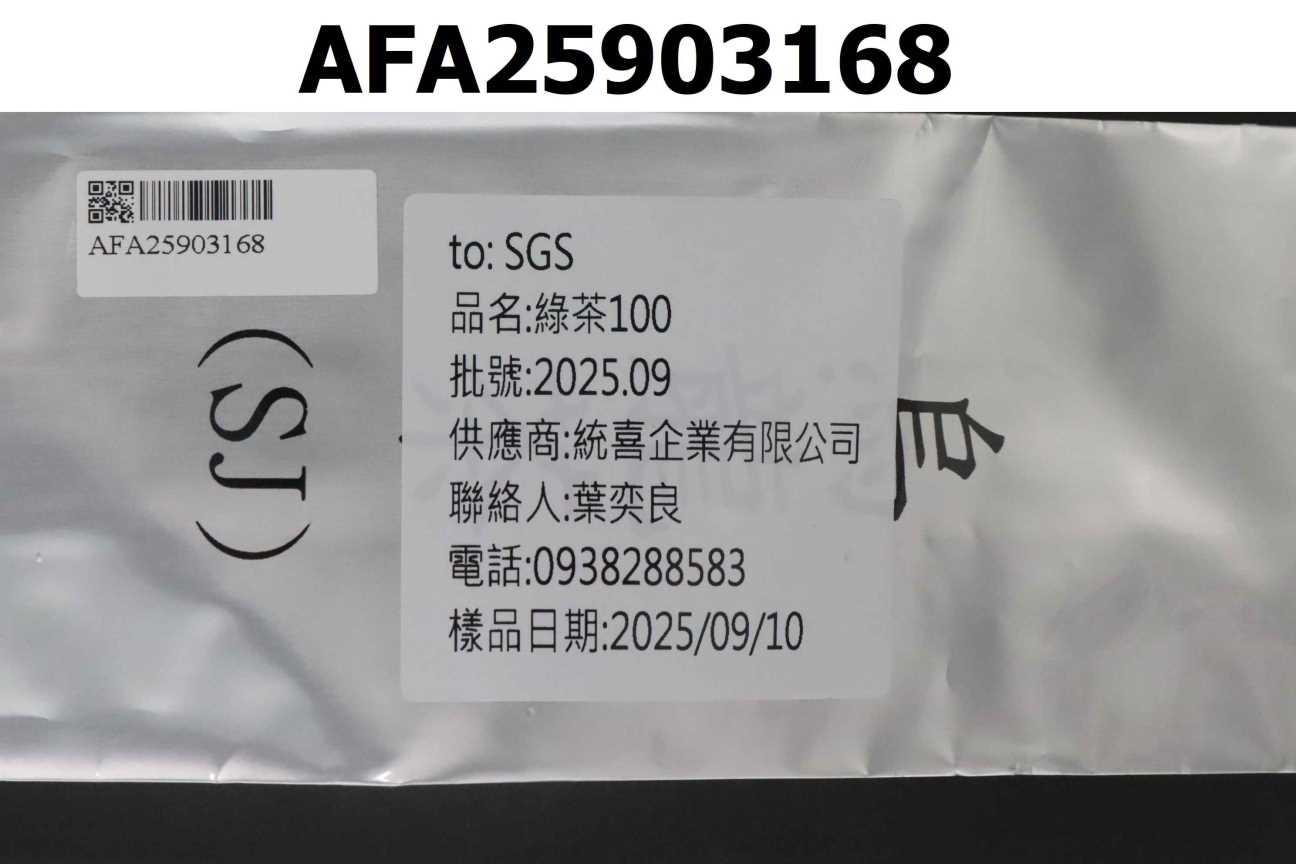 AFA25903168
AFA25903168
to: SGS
品名:綠茶100
批號:2025.09
供應商:統喜企業有限公司
聯絡人:葉奕良
電話:0938288583
樣品日期:2025/09/10
(SJ)